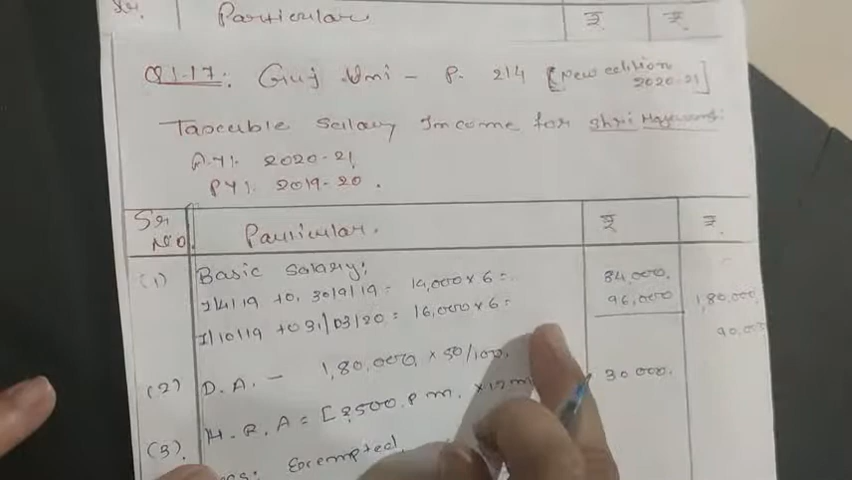 Sr. Particular ₹ ₹
Q1-17: Guj Uni - P. 214 [New edition 2020-21]
Taxable Salary Income for Shri
A.Y. 2020-21
P.Y. 2019-20.
Sr No. Particular. ₹ ₹.
(1) Basic Salary:
1/4/19 to, 30/9/19 = 14,000 x 6 = 84,000,
1/10/19 to 31/03/20 = 16,000 x 6 = 96,000 1,80,000,
(2) D.A. - 1,80,000 x 50/100, 90,000
(3). H.R.A = [2,500.P m. x 12 m 30000.
Exempted